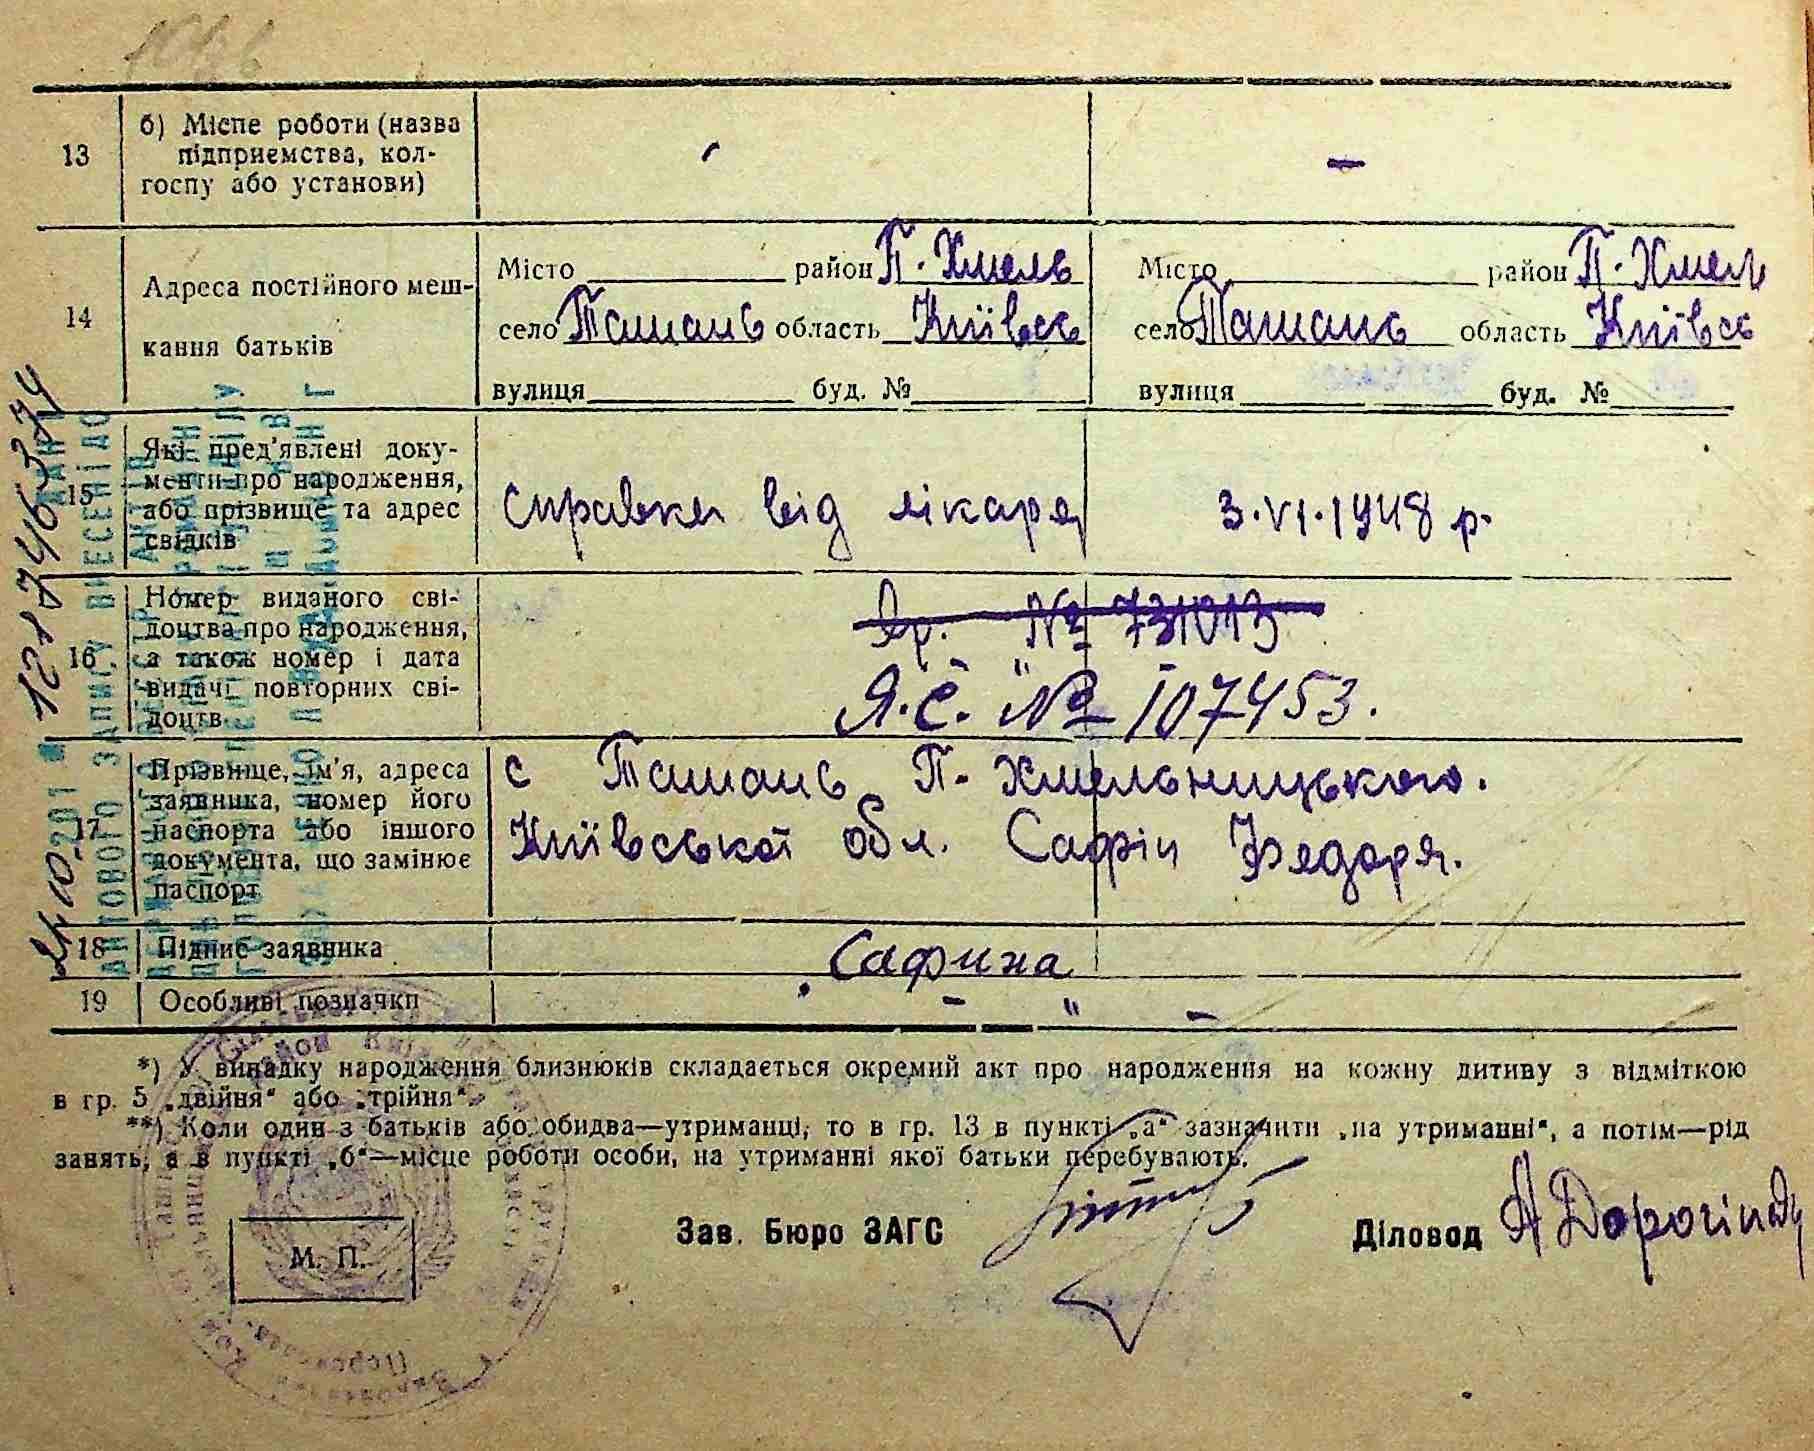 13
б) Місце роботи (назва
підприємства, кол-
госпу або установи)
-
14
Адреса постійного меш-
кання батьків
Місто район П. Хмель
село Ташань область Київськ
вулиця буд. №
Місто район П. Хмель
село Ташань область Київсь
вулиця буд. №
15
Які пред'явлені доку-
менти про народження,
або прізвище та адрес
свідків
справка від лікаря 3.VI.1948 р.
16
Номер виданого сві-
доцтва про народження,
а також номер і дата
видачі повторних сві-
доцтв
№ 731013
Я.Є. № 107453.
17
Прізвище, ім'я, адреса
заявника, номер його
паспорта або іншого
документа, що замінює
паспорт
с Ташань П-Хмельницького.
Київської обл. Сафін Федоря.
18
Підпис заявника
Сафина
19
Особливі позначки
- " -
*) У випадку народження близнюків складається окремий акт про народження на кожну дитину з відміткою
в гр. 5 „двійня“ або „трійня“.
**) Коли один з батьків або обидва—утриманці, то в гр. 13 в пункті „а“ зазначити „на утриманні“, а потім—рід
занять, а в пункті „б“—місце роботи особи, на утриманні якої батьки перебувають.
М. П.
Зав. Бюро ЗАГС
Діловод